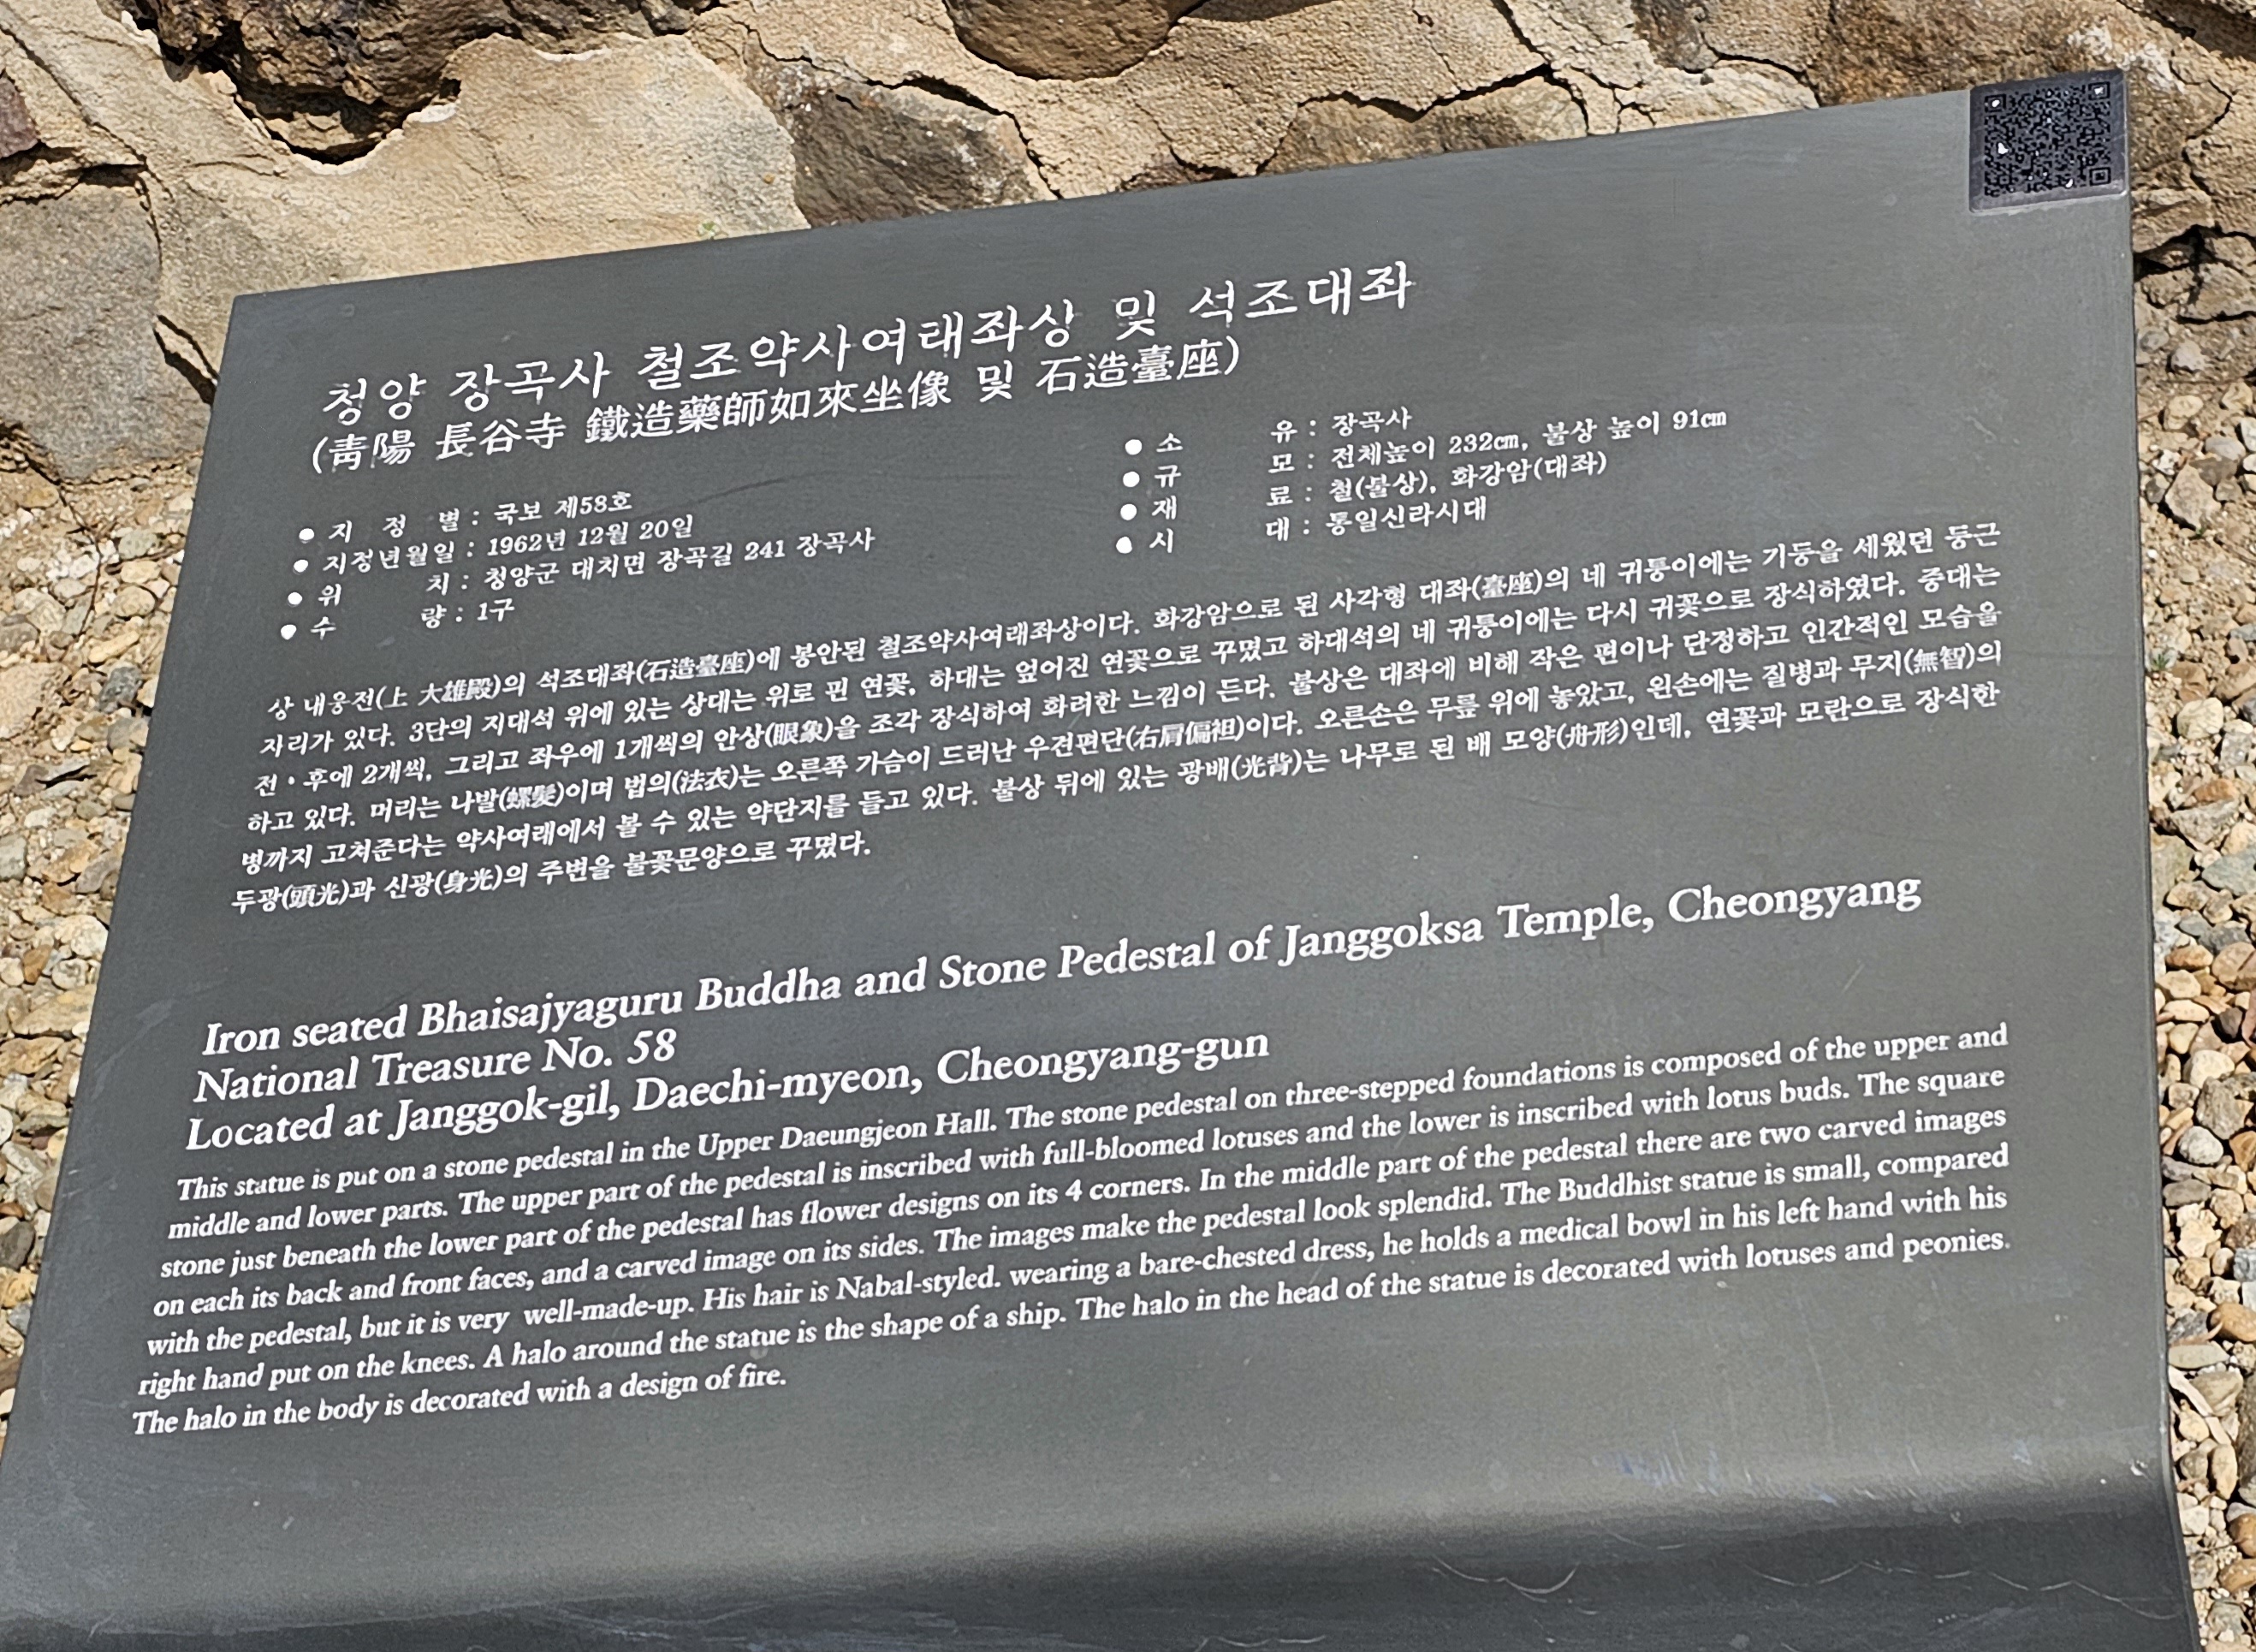 청양 장곡사 철조약사여래좌상 및 석조대좌
(靑陽 長谷寺 鐵造藥師如來坐像 및 石造臺座)
● 지 정 별 : 국보 제58호
● 지정년월일 : 1962년 12월 20일
● 위 치 : 청양군 대치면 장곡길 241 장곡사
● 수 량 : 1구
● 소 유 : 장곡사
● 규 모 : 전체높이 232㎝, 불상 높이 91㎝
● 재 료 : 철(불상), 화강암(대좌)
● 시 대 : 통일신라시대
상 대웅전(上 大雄殿)의 석조대좌(石造臺座)에 봉안된 철조약사여래좌상이다. 화강암으로 된 사각형 대좌(臺座)의 네 귀퉁이에는 기둥을 세웠던 둥근
자리가 있다. 3단의 지대석 위에 있는 상대는 위로 핀 연꽃, 하대는 엎어진 연꽃으로 꾸몄고 하대석의 네 귀퉁이에는 다시 귀꽃으로 장식하였다. 중대는
전·후에 2개씩, 그리고 좌우에 1개씩의 안상(眼象)을 조각 장식하여 화려한 느낌이 든다. 불상은 대좌에 비해 작은 편이나 단정하고 인간적인 모습을
하고 있다. 머리는 나발(螺髮)이며 법의(法衣)는 오른쪽 가슴이 드러난 우견편단(右肩偏袒)이다. 오른손은 무릎 위에 놓았고, 왼손에는 질병과 무지(無智)의
병까지 고쳐준다는 약사여래에서 볼 수 있는 약단지를 들고 있다. 불상 뒤에 있는 광배(光背)는 나무로 된 배 모양(舟形)인데, 연꽃과 모란으로 장식한
두광(頭光)과 신광(身光)의 주변을 불꽃문양으로 꾸몄다.
Iron seated Bhaisajyaguru Buddha and Stone Pedestal of Janggoksa Temple, Cheongyang
National Treasure No. 58
Located at Janggok-gil, Daechi-myeon, Cheongyang-gun
This statue is put on a stone pedestal in the Upper Daeungjeon Hall. The stone pedestal on three-stepped foundations is composed of the upper and
middle and lower parts. The upper part of the pedestal is inscribed with full-bloomed lotuses and the lower is inscribed with lotus buds. The square
stone just beneath the lower part of the pedestal has flower designs on its 4 corners. In the middle part of the pedestal there are two carved images
on each its back and front faces, and a carved image on its sides. The images make the pedestal look splendid. The Buddhist statue is small, compared
with the pedestal, but it is very well-made-up. His hair is Nabal-styled. wearing a bare-chested dress, he holds a medical bowl in his left hand with his
right hand put on the knees. A halo around the statue is the shape of a ship. The halo in the head of the statue is decorated with lotuses and peonies.
The halo in the body is decorated with a design of fire.